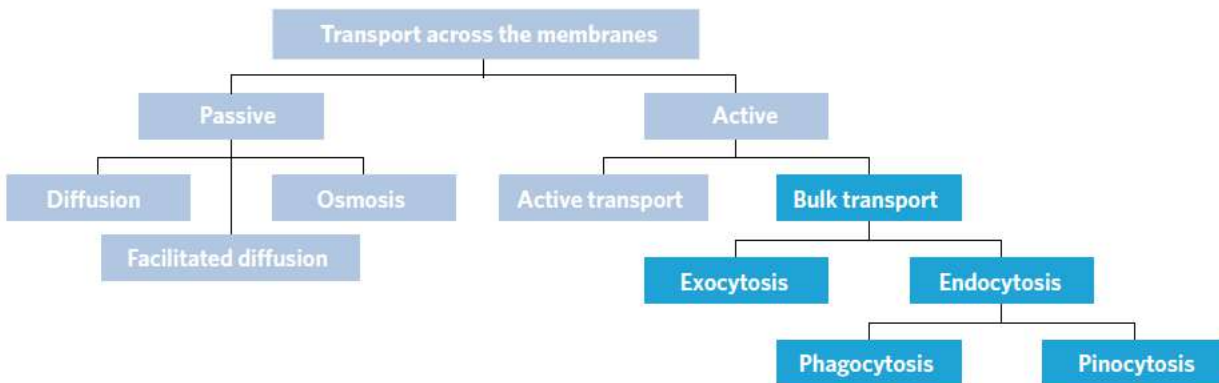 Transport across the membranes
Passive
Active
Diffusion
Osmosis
Active transport
Bulk transport
Facilitated diffusion
Exocytosis
Endocytosis
Phagocytosis
Pinocytosis